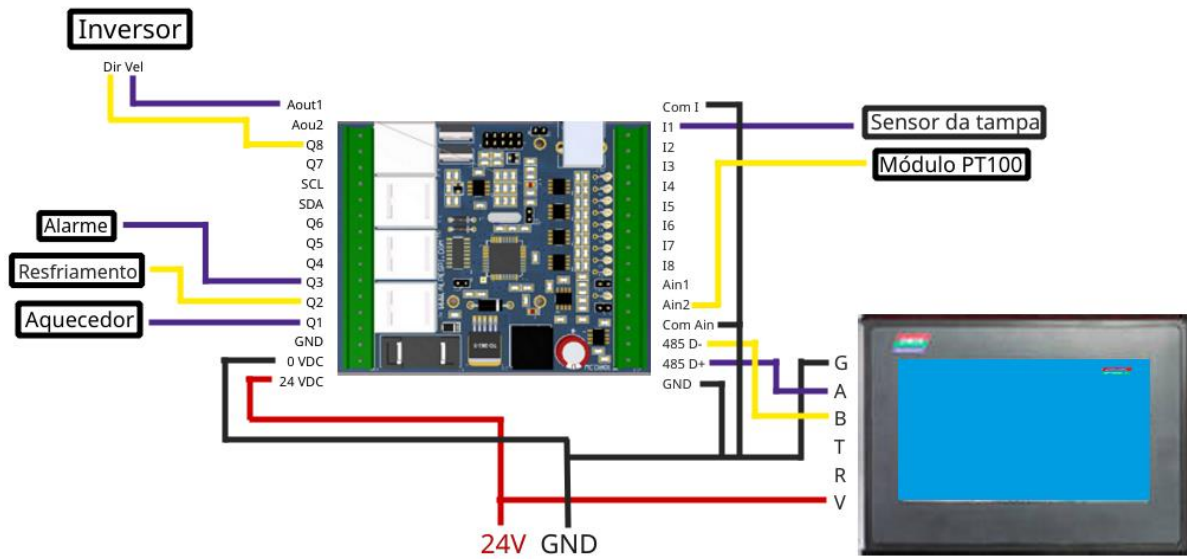 Inversor
Dir Vel
Aout1
Aou2
Q8
Q7
SCL
SDA
Q6
Q5
Q4
Q3
Q2
Q1
GND
0 VDC
24 VDC
Alarme
Resfriamento
Aquecedor
Com I
I1
I2
I3
I4
I5
I6
I7
I8
Ain1
Ain2
Com Ain
485 D-
485 D+
GND
Sensor da tampa
Módulo PT100
G
A
B
T
R
V
24V GND